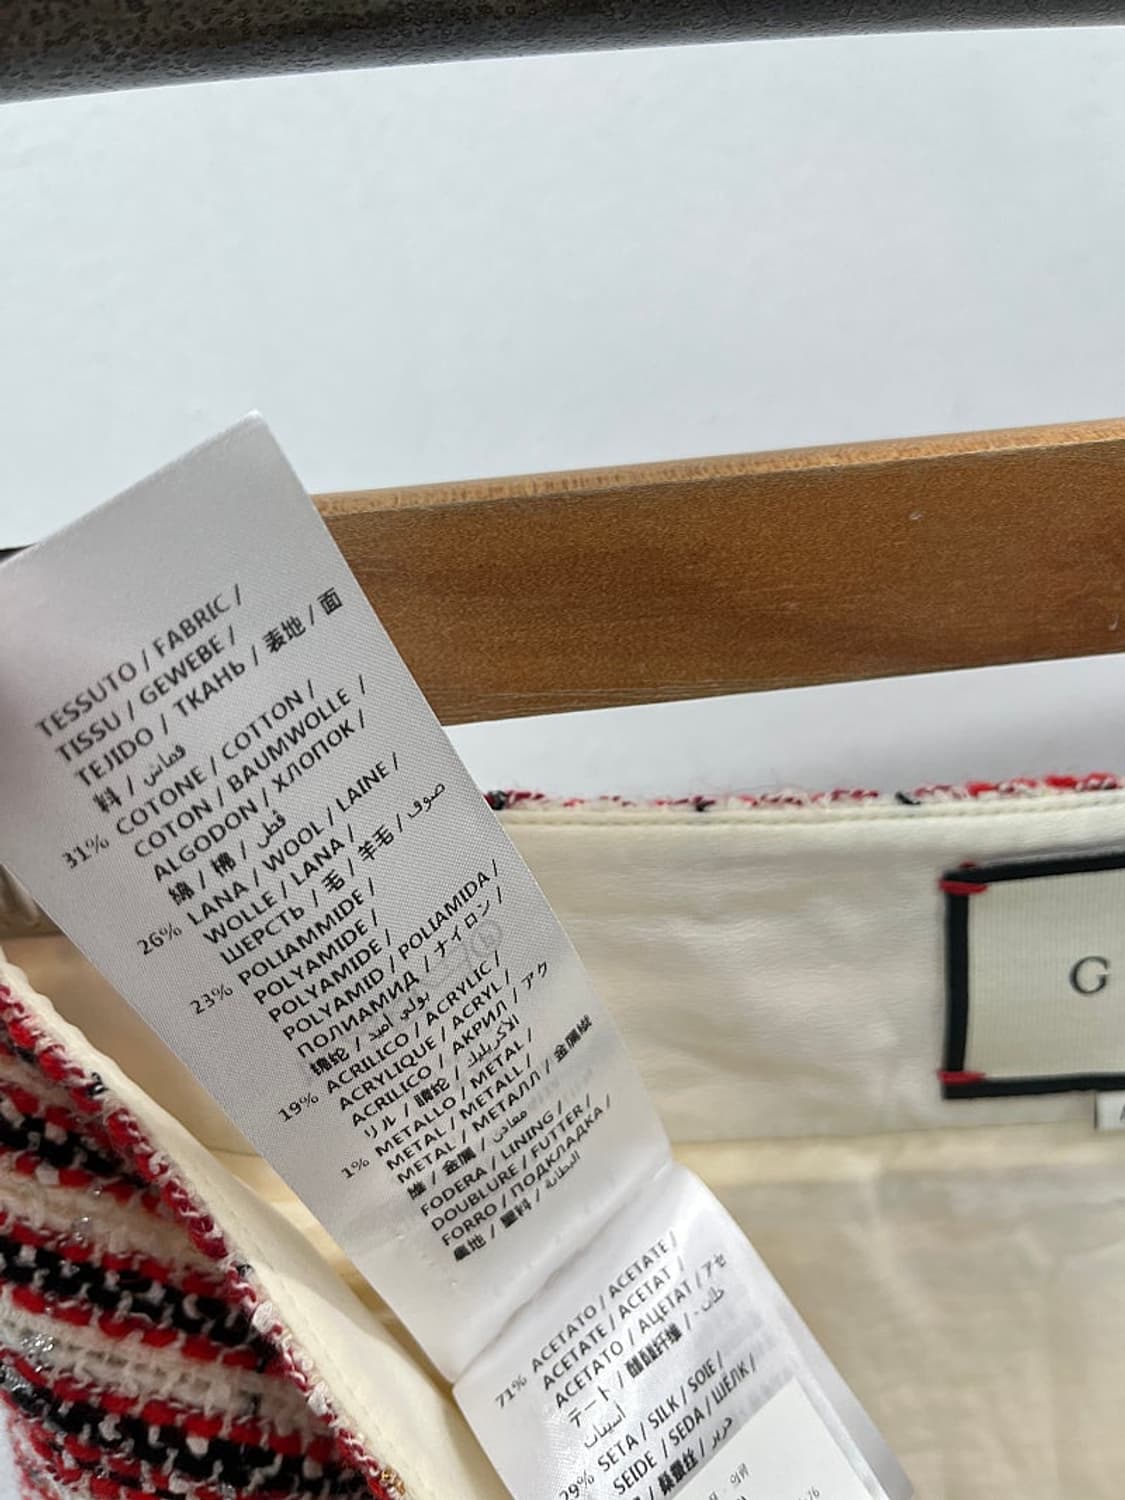 TESSUTO / FABRIC /
TISSU / GEWEBE /
TEJIDO / ТКАНЬ / 表地 / 面
料 / قماش
31% COTONE / COTTON /
COTON / BAUMWOLLE /
ALGODON / ХЛОПОК /
綿 / 棉 / قطن
26% LANA / WOOL / LAINE /
WOLLE / LANA /
ШЕРСТЬ / 毛 / 羊毛 / صوف
23% POLIAMMIDE /
POLYAMIDE /
POLYAMIDE /
POLYAMID / POLIAMIDA /
ПОЛИАМИД / ナイロン /
锦纶 / بولي اميد
19% ACRILICO / ACRYLIC /
ACRYLIQUE / ACRYL /
ACRILICO / АКРИЛ / アク
リル / 腈纶 / الاكريليك
1% METALLO / METAL /
METAL / METALL /
METAL / МЕТАЛЛ / 金属繊
維 / 金属 / معادن
FODERA / LINING /
DOUBLURE / FUTTER /
FORRO / ПОДКЛАДКА /
裏地 / 里料 / البطانة
71% ACETATO / ACETATE /
ACETATE / ACETAT /
ACETATO / АЦЕТАТ / アセ
テート / 醋酯纤维 /
أسيتات
29% SETA / SILK / SOIE /
SEIDE / SEDA / ШЁЛК /
حرير
G